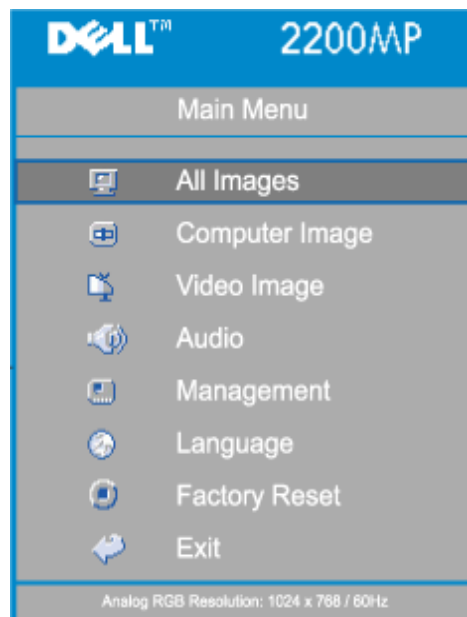 DELL™ 2200MP
Main Menu
All Images
Computer Image
Video Image
Audio
Management
Language
Factory Reset
Exit
Analog RGB Resolution: 1024 x 768 / 60Hz